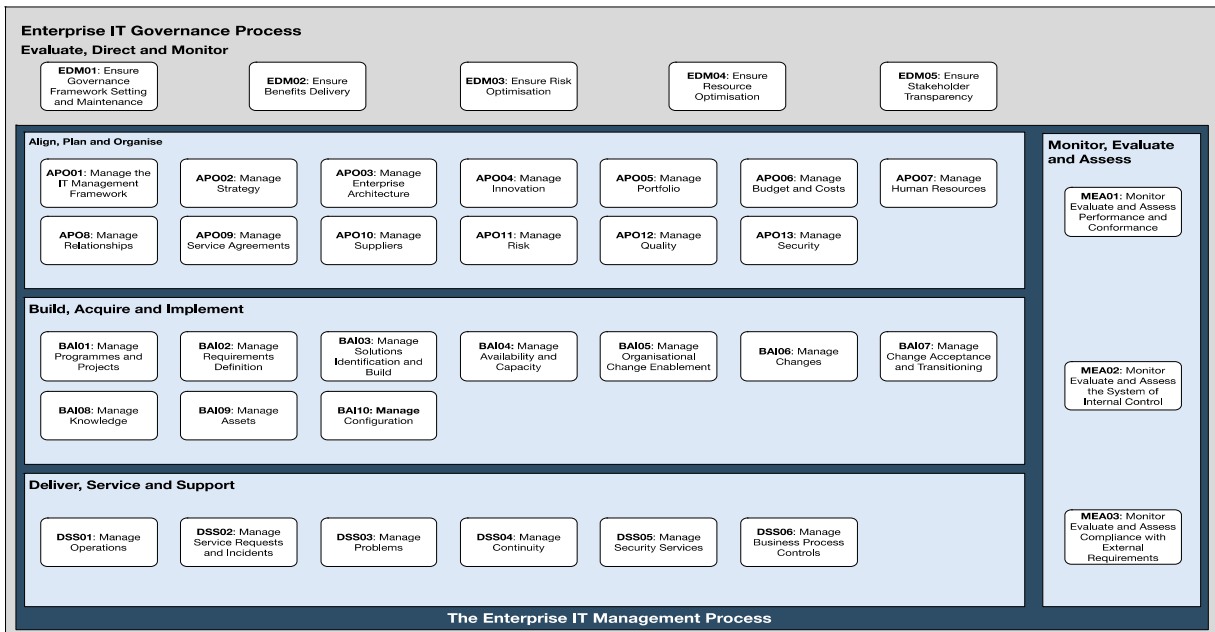 Enterprise IT Governance Process
Evaluate, Direct and Monitor
EDM01: Ensure
Governance
Framework Setting
and Maintenance
EDM02: Ensure
Benefits Delivery
EDM03: Ensure Risk
Optimisation
EDM04: Ensure
Resource
Optimisation
EDM05: Ensure
Stakeholder
Transparency
Align, Plan and Organise
APO01: Manage the
IT Management
Framework
APO02: Manage
Strategy
APO03: Manage
Enterprise
Architecture
APO04: Manage
Innovation
APO05: Manage
Portfolio
APO06: Manage
Budget and Costs
APO07: Manage
Human Resources
APO8: Manage
Relationships
APO09: Manage
Service Agreements
APO10: Manage
Suppliers
APO11: Manage
Risk
APO12: Manage
Quality
APO13: Manage
Security
Build, Acquire and Implement
BAI01: Manage
Programmes and
Projects
BAI02: Manage
Requirements
Definition
BAI03: Manage
Solutions
Identification and
Build
BAI04: Manage
Availability and
Capacity
BAI05: Manage
Organisational
Change Enablement
BAI06: Manage
Changes
BAI07: Manage
Change Acceptance
and Transitioning
BAI08: Manage
Knowledge
BAI09: Manage
Assets
BAI10: Manage
Configuration
Deliver, Service and Support
DSS01: Manage
Operations
DSS02: Manage
Service Requests
and Incidents
DSS03: Manage
Problems
DSS04: Manage
Continuity
DSS05: Manage
Security Services
DSS06: Manage
Business Process
Controls
Monitor, Evaluate
and Assess
MEA01: Monitor
Evaluate and Assess
Performance and
Conformance
MEA02: Monitor
Evaluate and Assess
the System of
Internal Control
MEA03: Monitor
Evaluate and Assess
Compliance with
External
Requirements
The Enterprise IT Management Process